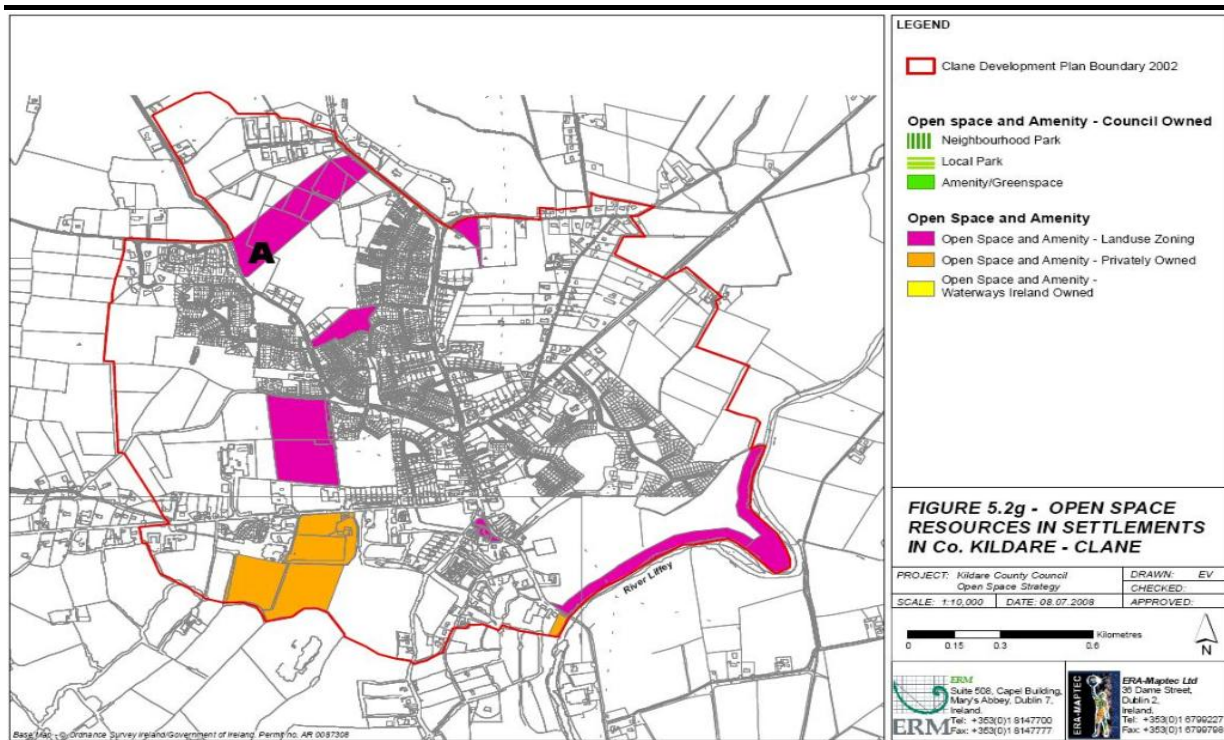 LEGEND
Clane Development Plan Boundary 2002
Open space and Amenity - Council Owned
Neighbourhood Park
Local Park
Amenity/Greenspace
Open Space and Amenity
Open Space and Amenity - Landuse Zoning
Open Space and Amenity - Privately Owned
Open Space and Amenity -
Waterways Ireland Owned
A
River Liffey
FIGURE 5.2g - OPEN SPACE
RESOURCES IN SETTLEMENTS
IN Co. KILDARE - CLANE
PROJECT: Kildare County Council
Open Space Strategy
DRAWN: EV
CHECKED:
SCALE: 1:10,000
DATE: 08.07.2008
APPROVED:
Kilometres
0 0.15 0.3 0.6
N
ERM
ERM
Suite 508, Capel Building,
Mary's Abbey, Dublin 7,
Ireland.
Tel: +353(0)1 8147700
Fax: +353(0)1 8147777
ERA-MAPTEC
ERA-Maptec Ltd
36 Dame Street,
Dublin 2,
Ireland.
Tel: +353(0)1 6799227
Fax: +353(0)1 6799798
Base Map - © Ordnance Survey Ireland/Government of Ireland. Permit no. AR 0087308